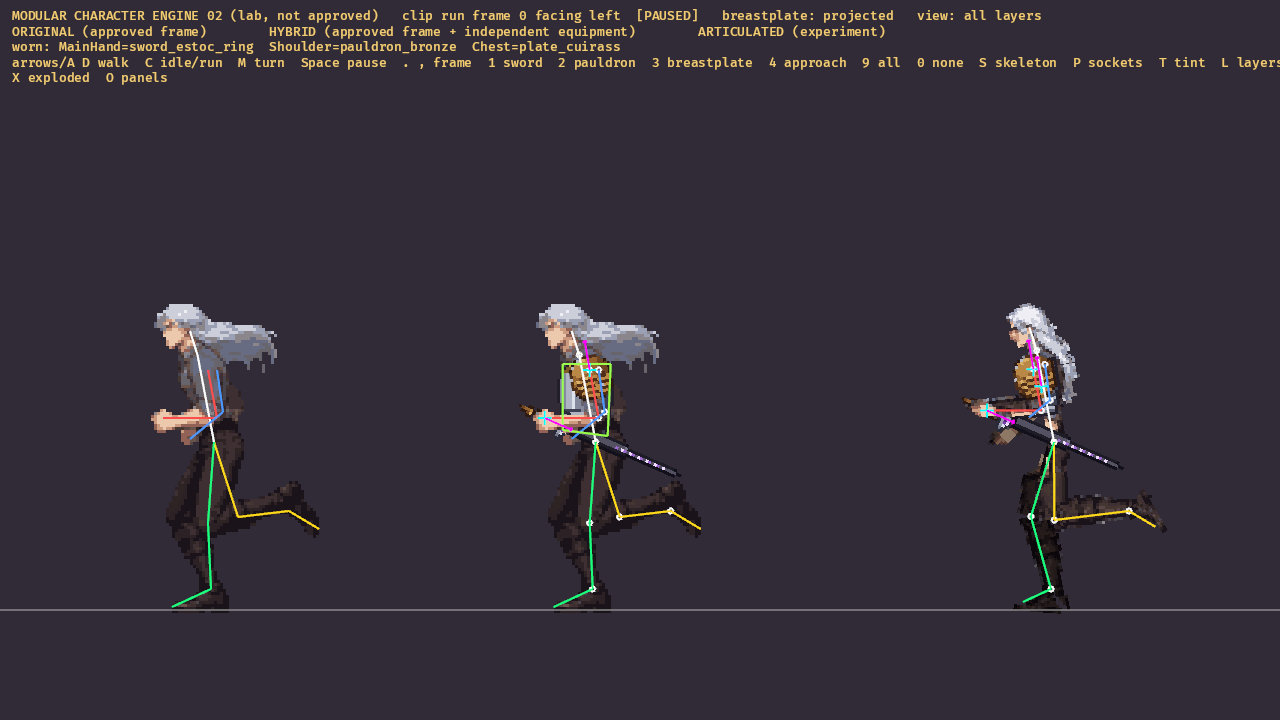 MODULAR CHARACTER ENGINE 02 (lab, not approved)   clip run frame 0 facing left  [PAUSED]   breastplate: projected   view: all layers
ORIGINAL (approved frame)        HYBRID (approved frame + independent equipment)        ARTICULATED (experiment)
worn: MainHand=sword_estoc_ring  Shoulder=pauldron_bronze  Chest=plate_cuirass
arrows/A D walk  C idle/run  M turn  Space pause  . , frame  1 sword  2 pauldron  3 breastplate  4 approach  9 all  0 none  S skeleton  P sockets  T tint  L layers
X exploded  O panels